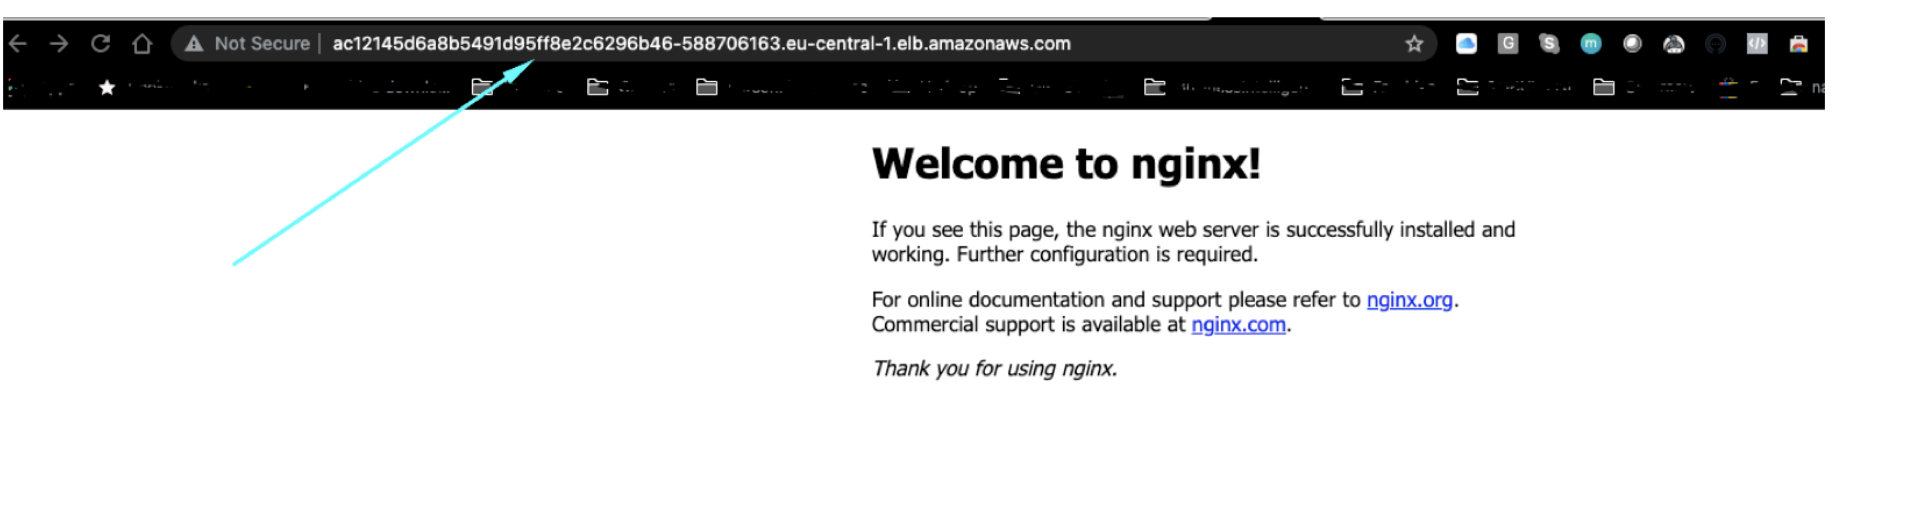 Not Secure | ac12145d6a8b5491d95ff8e2c6296b46-588706163.eu-central-1.elb.amazonaws.com
Welcome to nginx!
If you see this page, the nginx web server is successfully installed and
working. Further configuration is required.
For online documentation and support please refer to nginx.org.
Commercial support is available at nginx.com.
Thank you for using nginx.